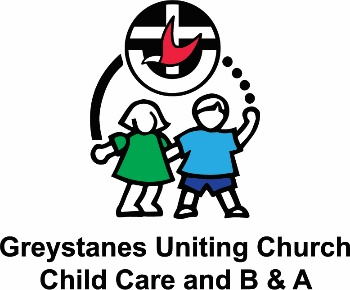 Greystanes Uniting Church
Child Care and B & A